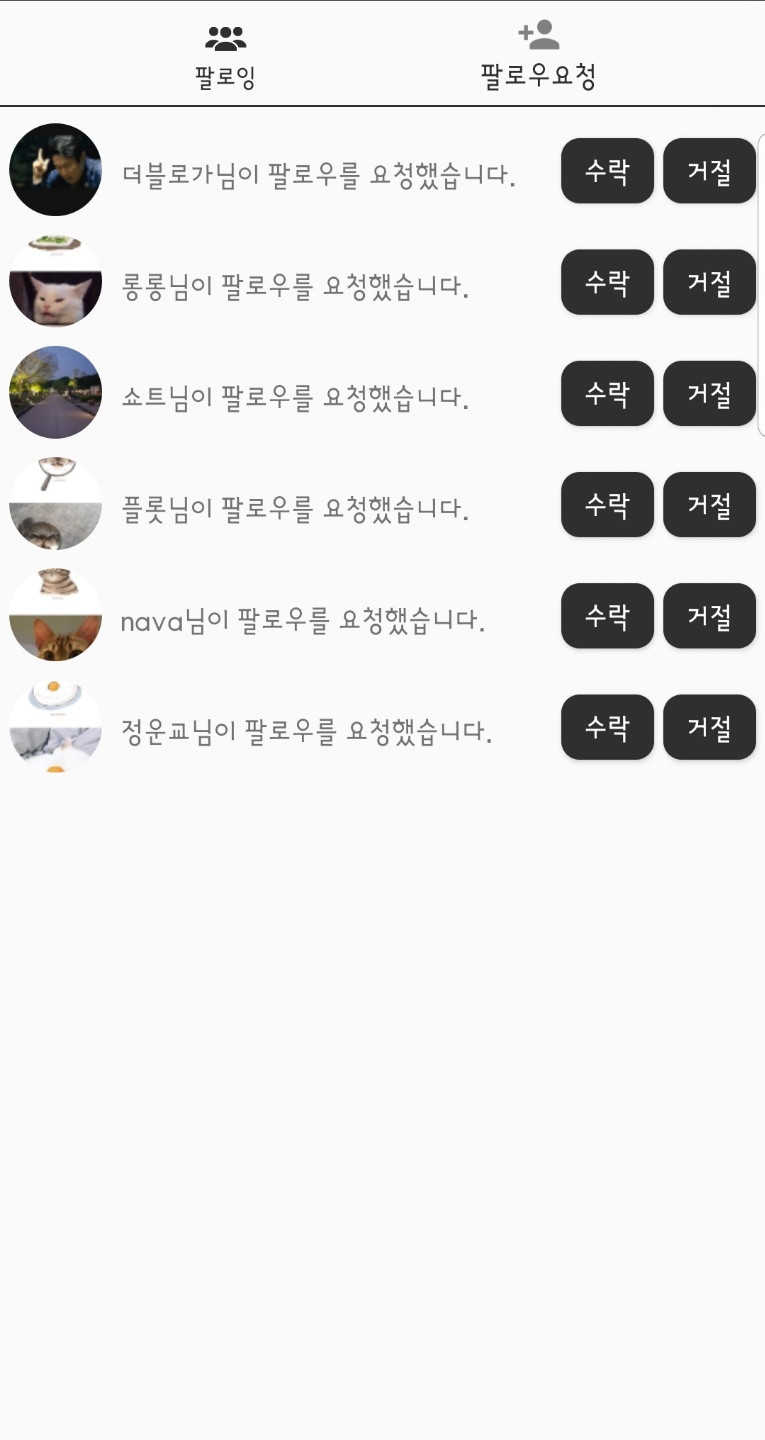 팔로잉
팔로우요청
더블로가님이 팔로우를 요청했습니다.
수락
거절
롱롱님이 팔로우를 요청했습니다.
수락
거절
쇼트님이 팔로우를 요청했습니다.
수락
거절
플롯님이 팔로우를 요청했습니다.
수락
거절
nava님이 팔로우를 요청했습니다.
수락
거절
정운교님이 팔로우를 요청했습니다.
수락
거절